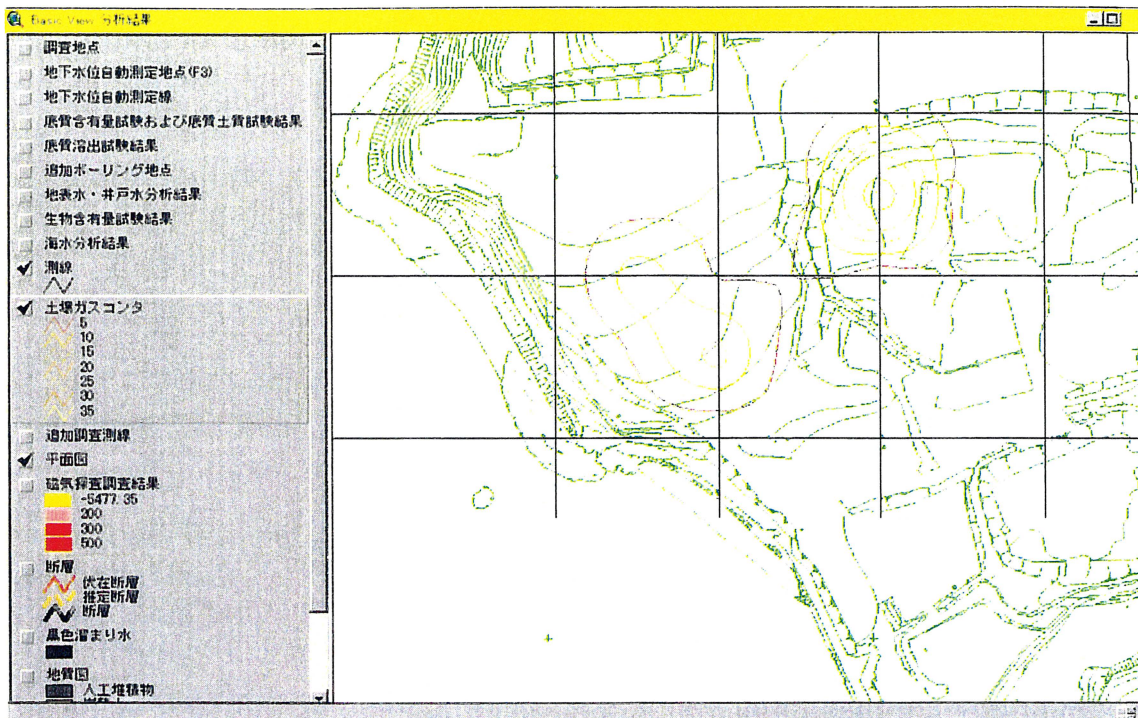 Basic View 分析結果
調査地点
地下水位自動測定地点(F3)
地下水位自動測定線
底質含有量試験および底質土質試験結果
底質溶出試験結果
追加ボーリング地点
地表水・井戸水分析結果
生物含有量試験結果
海水分析結果
測線
土壌ガスコンタ
5
10
15
20
25
30
35
追加調査測線
平面図
磁気探査調査結果
-5477.35
200
300
500
断層
伏在断層
推定断層
断層
黒色溜まり水
地質図
人工堆積物